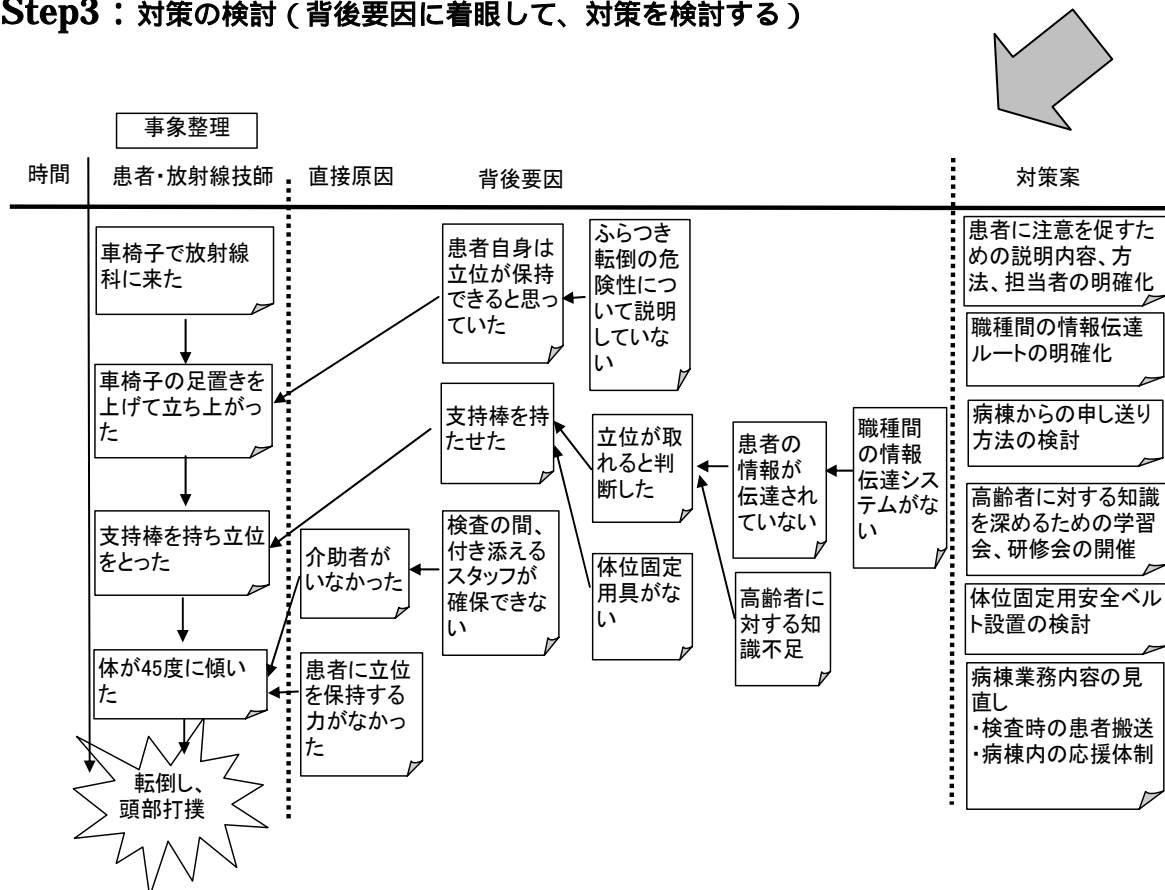 Step3：対策の検討（背後要因に着眼して、対策を検討する）
事象整理
時間
患者・放射線技師
直接原因
背後要因
対策案
車椅子で放射線
科に来た
車椅子の足置きを
上げて立ち上がっ
た
支持棒を持ち立位
をとった
体が45度に傾い
た
転倒し、
頭部打撲
介助者が
いなかった
患者に立位
を保持する
力がなかっ
た
患者自身は
立位が保持
できると思っ
ていた
ふらつき
転倒の危
険性につ
いて説明
していな
い
支持棒を持
たせた
立位が取
れると判
断した
患者の
情報が
伝達され
ていない
職種間
の情報
伝達シス
テムがな
い
検査の間、
付き添える
スタッフが
確保できな
い
体位固定
用具がな
い
高齢者に
対する知
識不足
患者に注意を促すた
めの説明内容、方
法、担当者の明確化
職種間の情報伝達
ルートの明確化
病棟からの申し送り
方法の検討
高齢者に対する知識
を深めるための学習
会、研修会の開催
体位固定用安全ベル
ト設置の検討
病棟業務内容の見
直し
・検査時の患者搬送
・病棟内の応援体制